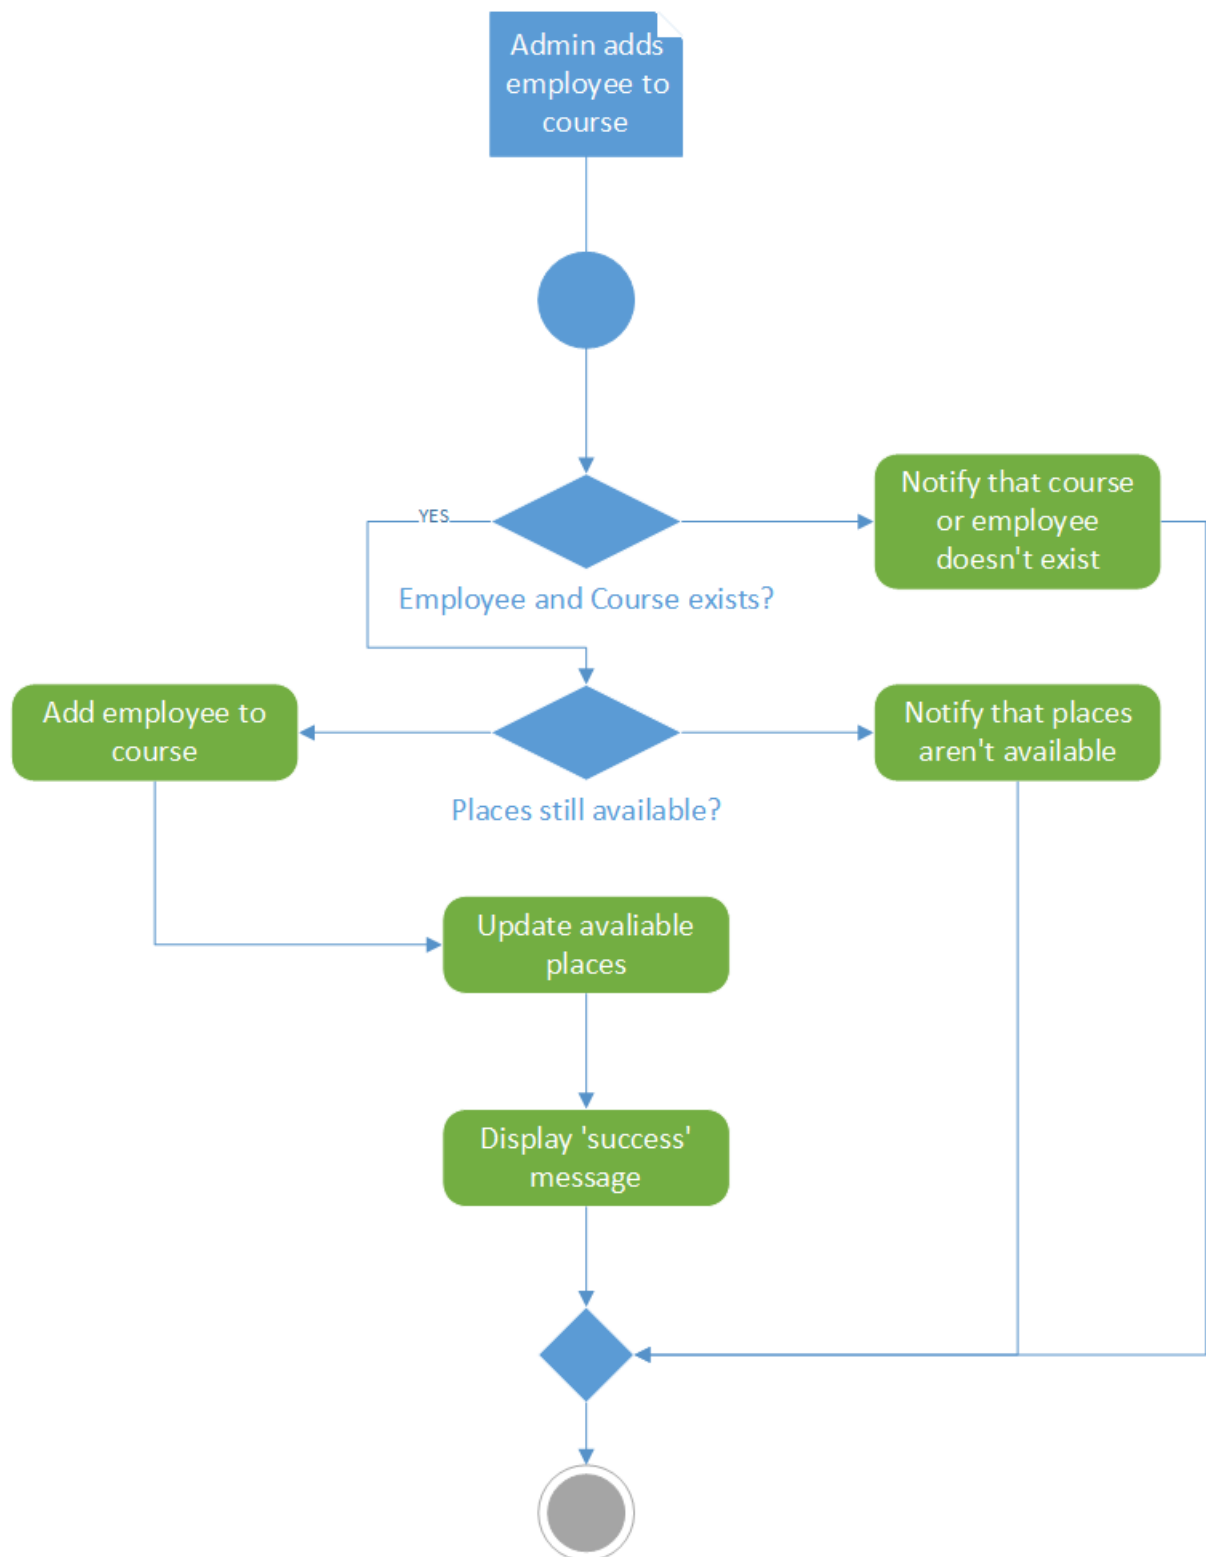 Admin adds
employee to
course
YES
Notify that course
or employee
doesn't exist
Employee and Course exists?
Add employee to
course
Notify that places
aren't available
Places still available?
Update avaliable
places
Display 'success'
message